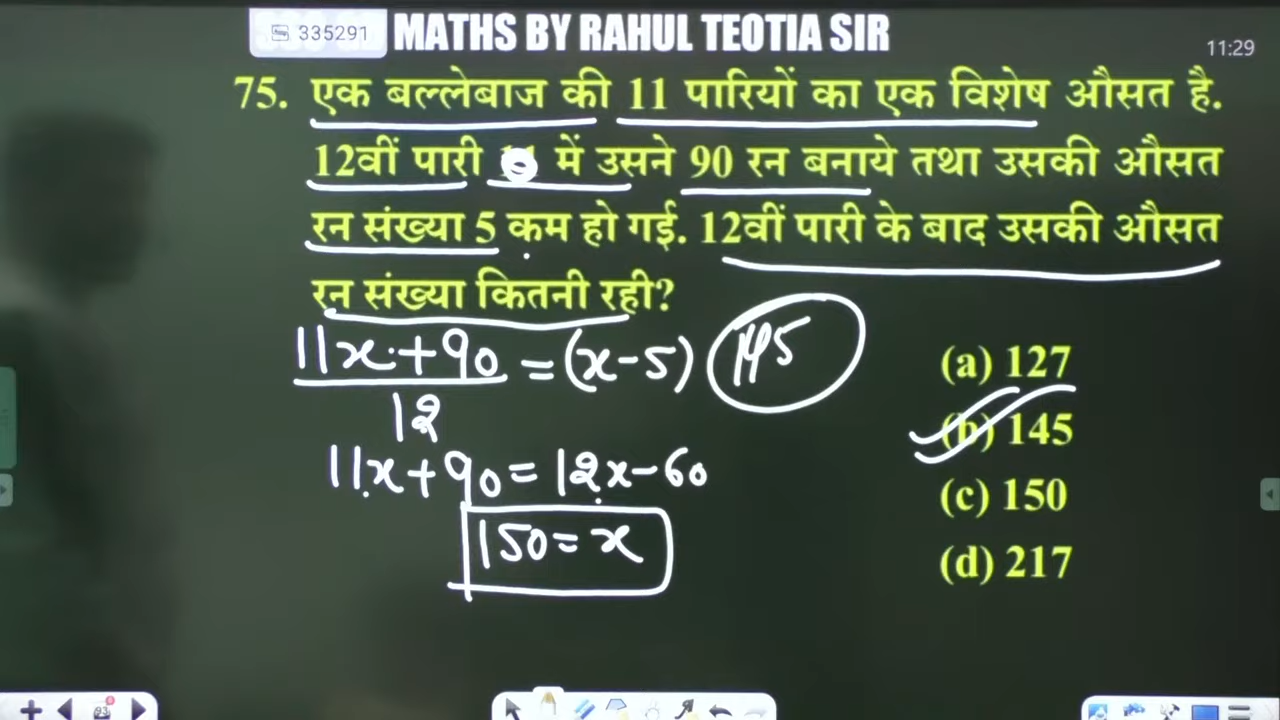 335291
MATHS BY RAHUL TEOTIA SIR
11:29
75. एक बल्लेबाज की 11 पारियों का एक विशेष औसत है.
12वीं पारी में उसने 90 रन बनाये तथा उसकी औसत
रन संख्या 5 कम हो गई. 12वीं पारी के बाद उसकी औसत
रन संख्या कितनी रही?
11x+90 = (x-5) 145
12
11x+90=12x-60
150=x
(a) 127
(b) 145
(c) 150
(d) 217
93